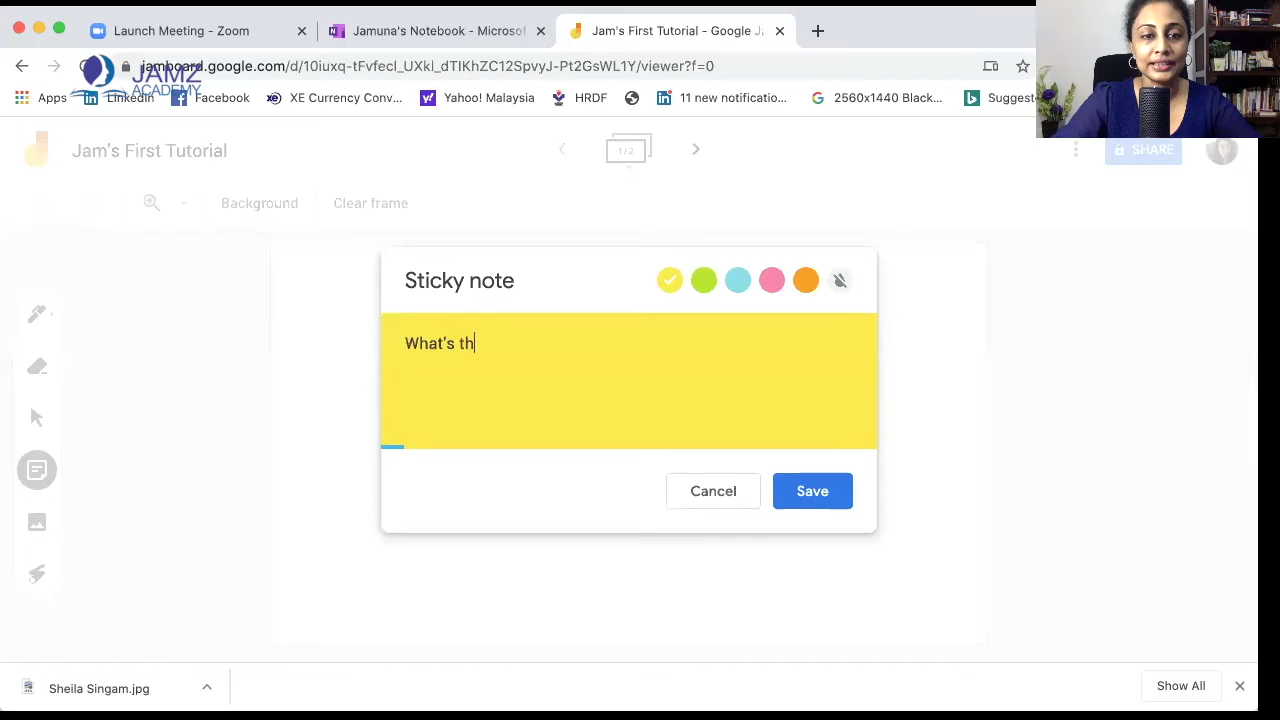 Launch Meeting - Zoom
Jamuna's Notebook - Microsof
Jam's First Tutorial - Google Ja
jamboard.google.com/d/10iuxq-tFvfecl_UXkl_dTlKhZC12SpvyJ-Pt2GsWL1Y/viewer?f=0
JAMZ
ACADEMY
Apps
LinkedIn
Facebook
XE Currency Conv...
Yahoo! Malaysia
HRDF
11 new notificatio...
2560x1440 Black...
Suggest
Jam's First Tutorial
1/2
SHARE
Background
Clear frame
Sticky note
What's th
Cancel
Save
Sheila Singam.jpg
Show All